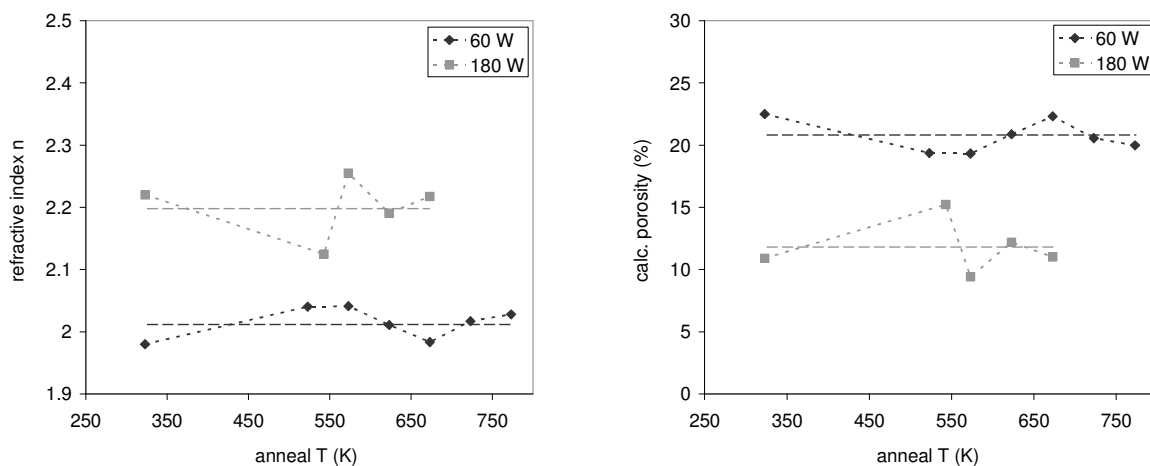 2.5
2.4
2.3
2.2
2.1
2
1.9
250 350 450 550 650 750
refractive index n
anneal T (K)
60 W
180 W
30
25
20
15
10
5
0
250 350 450 550 650 750
calc. porosity (%)
anneal T (K)
60 W
180 W